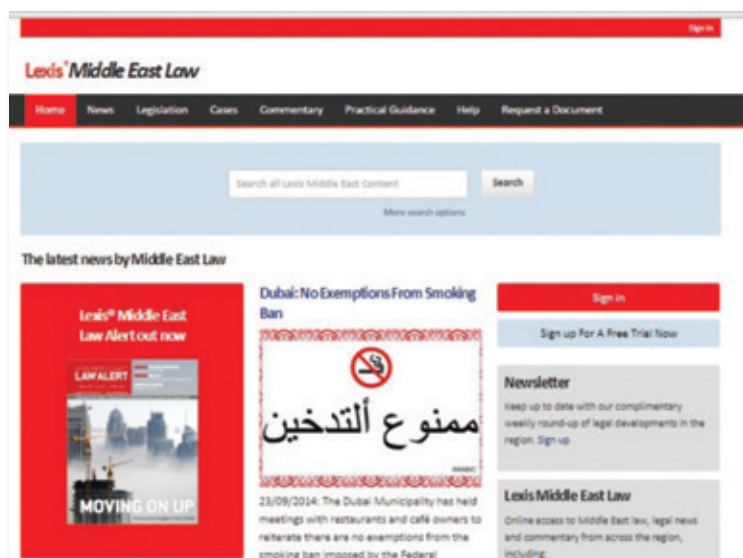 Sign in
Lexis® Middle East Law
Home News Legislation Cases Commentary Practical Guidance Help Request a Document
Search all Lexis Middle East Content
Search
More search options
The latest news by Middle East Law
Lexis® Middle East
Law Alert out now
LAW ALERT
MOVING ON UP
Dubai: No Exemptions From Smoking
Ban
ممنوع ألتدخين
ARABIC
23/09/2014: The Dubai Municipality has held
meetings with restaurants and café owners to
reiterate there are no exemptions from the
smoking ban imposed by the Federal
Sign in
Sign up For A Free Trial Now
Newsletter
Keep up to date with our complimentary
weekly round-up of legal developments in the
region. Sign up
Lexis Middle East Law
Online access to Middle East law, legal news
and commentary from across the region,
including: